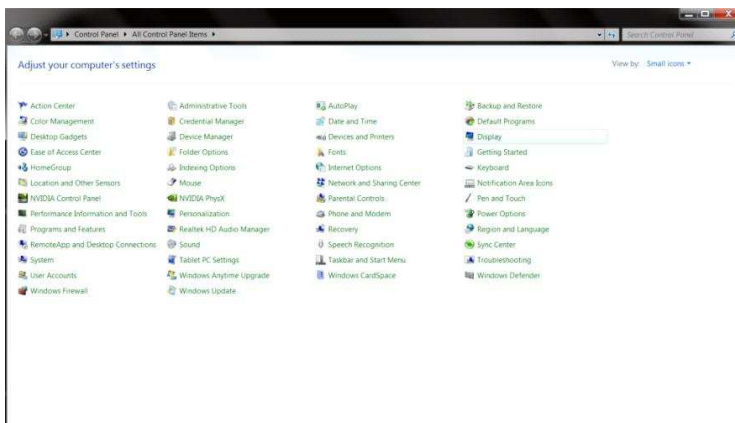 Control Panel All Control Panel Items
Search Control Panel
Adjust your computer's settings
View by: Small icons
Action Center Administrative Tools AutoPlay Backup and Restore
Color Management Credential Manager Date and Time Default Programs
Desktop Gadgets Device Manager Devices and Printers Display
Ease of Access Center Folder Options Fonts Getting Started
HomeGroup Indexing Options Internet Options Keyboard
Location and Other Sensors Mouse Network and Sharing Center Notification Area Icons
NVIDIA Control Panel NVIDIA PhysX Parental Controls Pen and Touch
Performance Information and Tools Personalization Phone and Modem Power Options
Programs and Features Realtek HD Audio Manager Recovery Region and Language
RemoteApp and Desktop Connections Sound Speech Recognition Sync Center
System Tablet PC Settings Taskbar and Start Menu Troubleshooting
User Accounts Windows Anytime Upgrade Windows CardSpace Windows Defender
Windows Firewall Windows Update